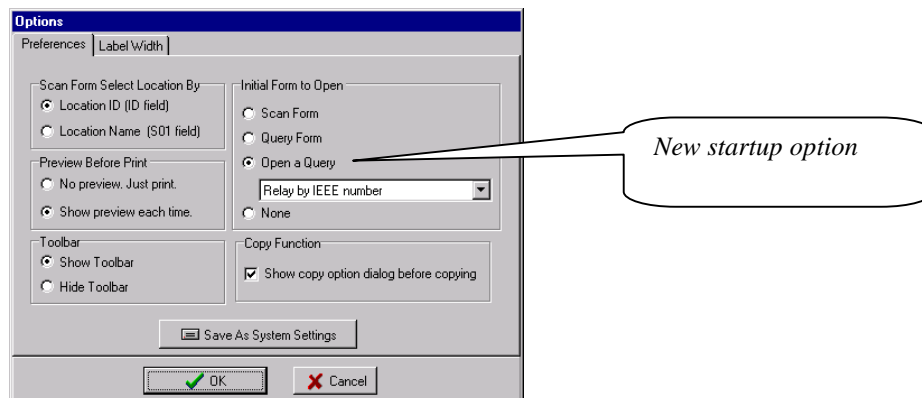 Options
Preferences
Label Width
Scan Form Select Location By
Location ID (ID field)
Location Name (S01 field)
Preview Before Print
No preview. Just print.
Show preview each time.
Toolbar
Show Toolbar
Hide Toolbar
Initial Form to Open
Scan Form
Query Form
Open a Query
Relay by IEEE number
None
Copy Function
Show copy option dialog before copying
Save As System Settings
OK
Cancel
New startup option